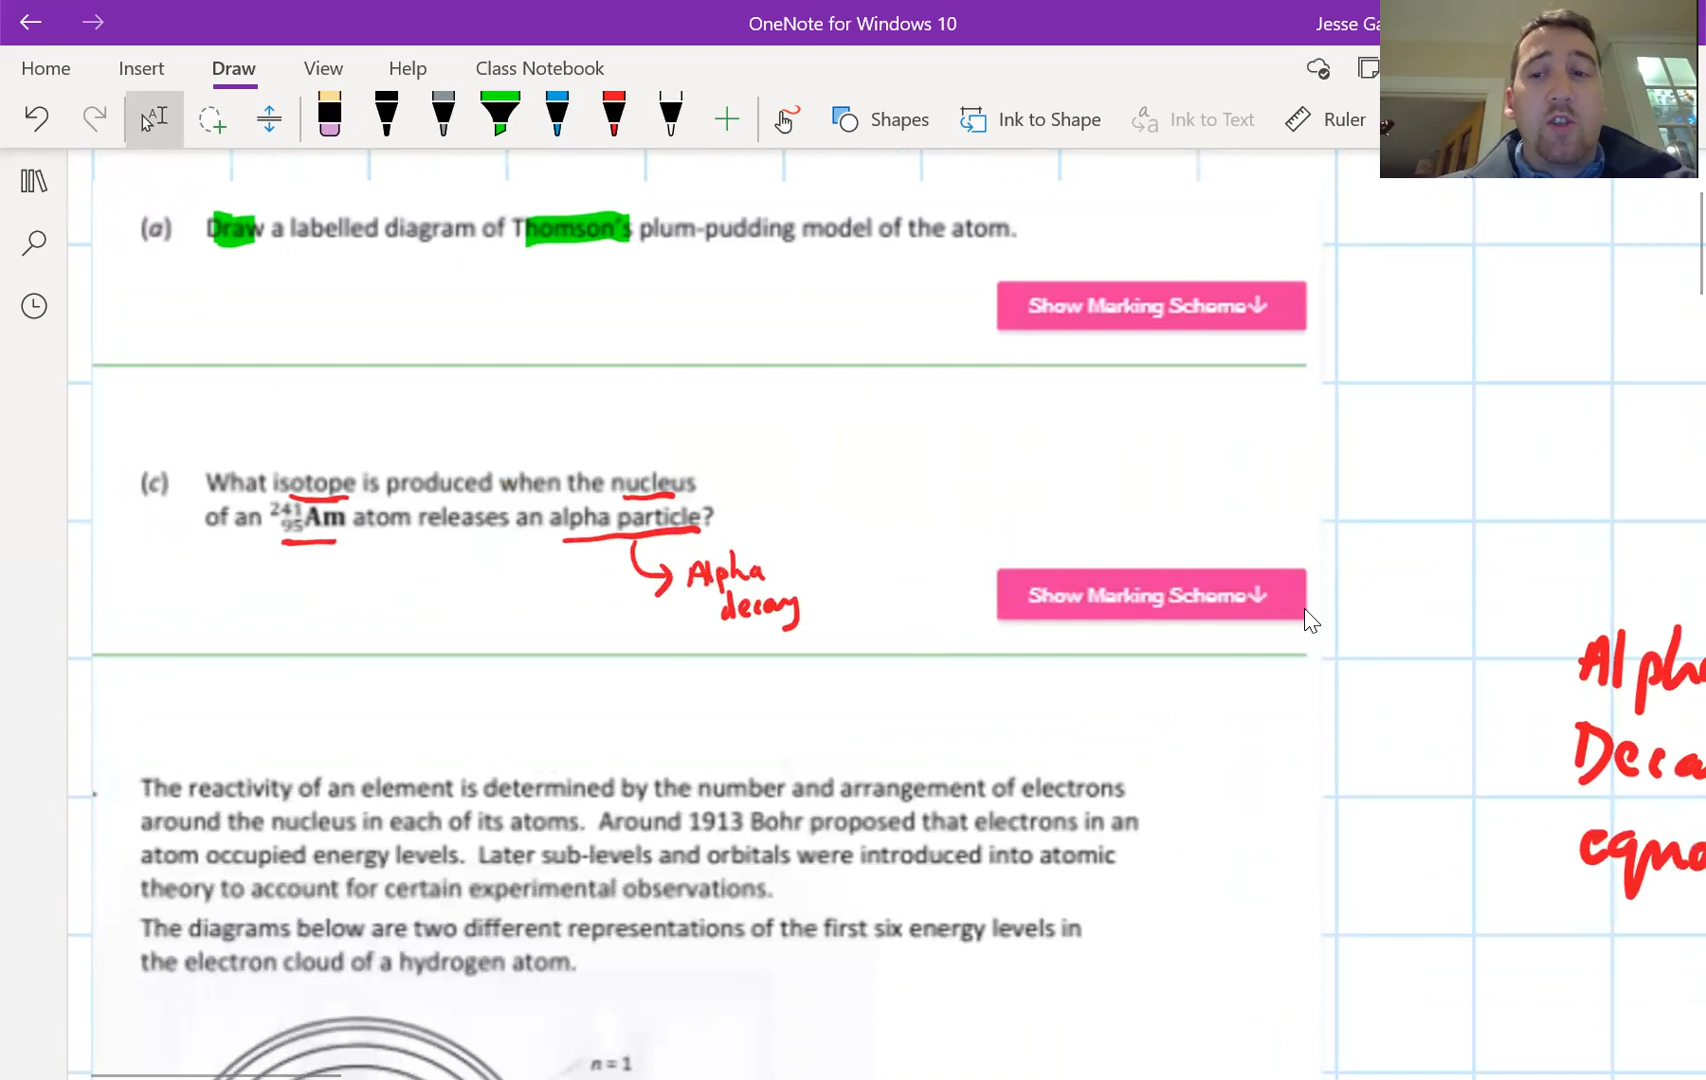 OneNote for Windows 10
Jesse Ga
Home Insert Draw View Help Class Notebook
Shapes Ink to Shape Ink to Text Ruler
(a) Draw a labelled diagram of Thomson's plum-pudding model of the atom.
Show Marking Scheme↓
(c) What isotope is produced when the nucleus
of an ²⁴¹₉₅Am atom releases an alpha particle?
Alpha
decay
Show Marking Scheme↓
Alpha
Deca
equa
The reactivity of an element is determined by the number and arrangement of electrons
around the nucleus in each of its atoms. Around 1913 Bohr proposed that electrons in an
atom occupied energy levels. Later sub-levels and orbitals were introduced into atomic
theory to account for certain experimental observations.
The diagrams below are two different representations of the first six energy levels in
the electron cloud of a hydrogen atom.
n = 1